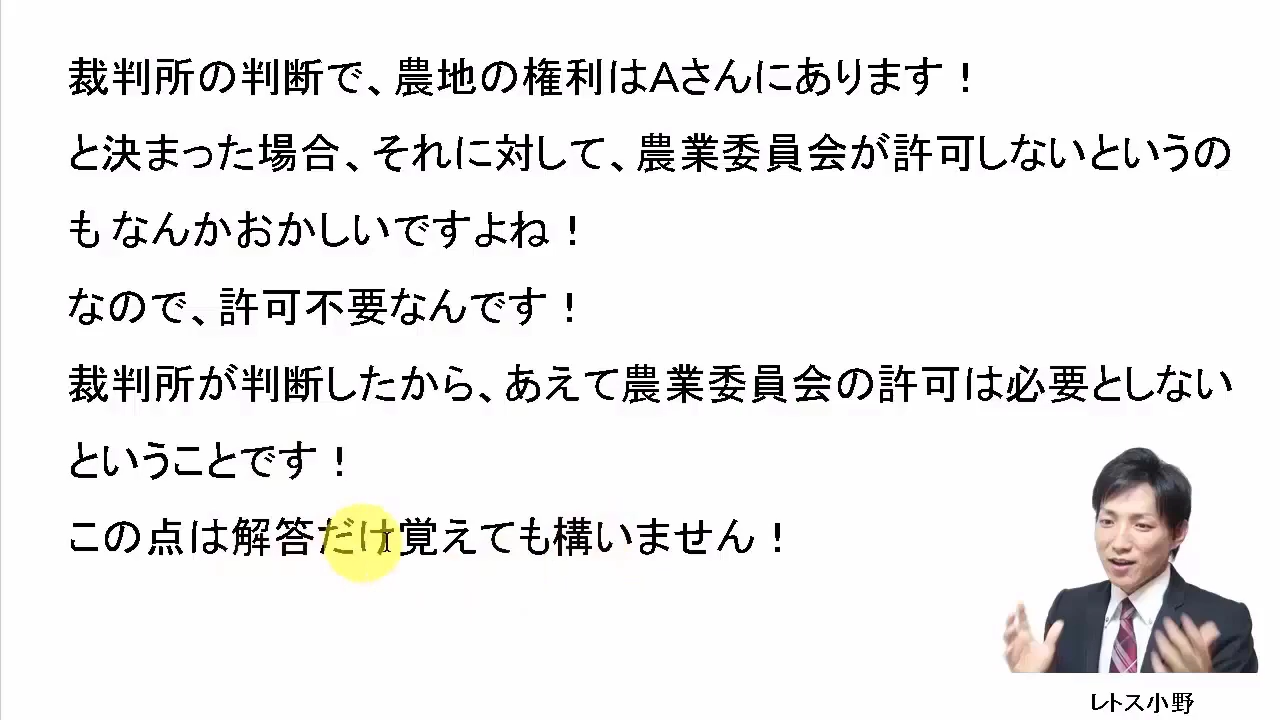 裁判所の判断で、農地の権利はAさんにあります！
と決まった場合、それに対して、農業委員会が許可しないというの
もなんかおかしいですよね！
なので、許可不要なんです！
裁判所が判断したから、あえて農業委員会の許可は必要としない
ということです！
この点は解答だけ覚えても構いません！
レトス小野